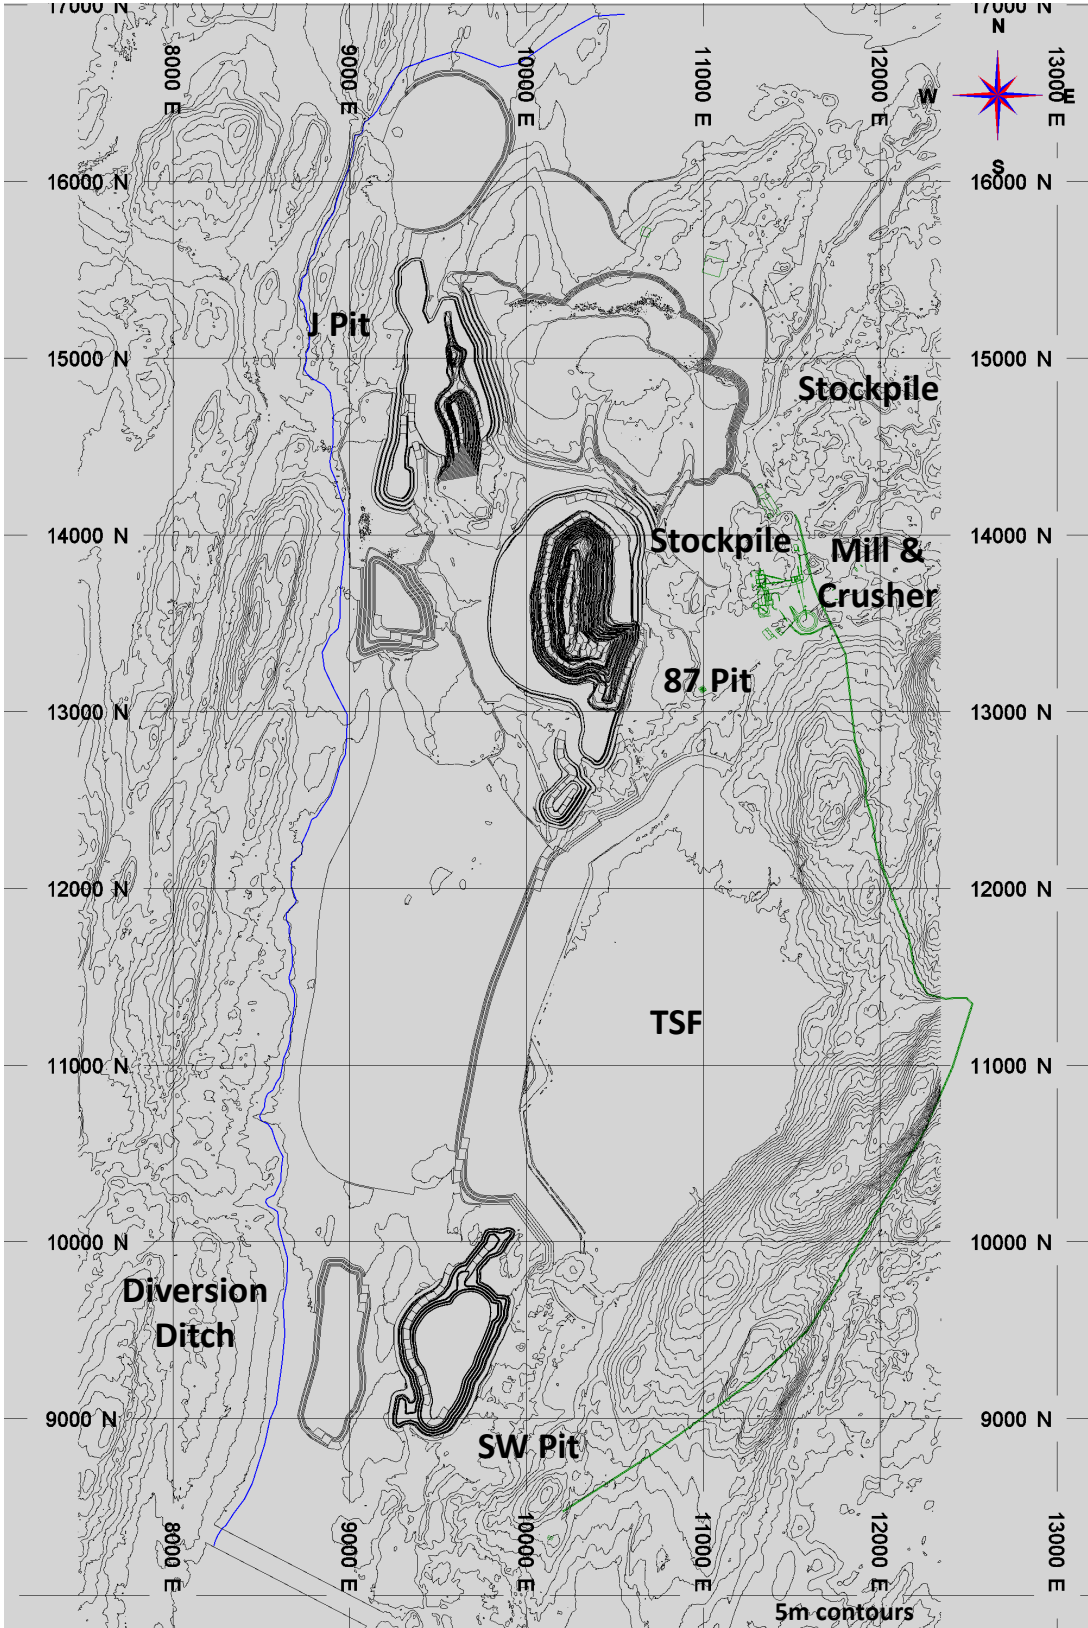 17000 N
17000 N
N
8000 E
9000 E
10000 E
11000 E
12000 E
13000 E
W
E
S
16000 N
16000 N
J Pit
15000 N
15000 N
Stockpile
14000 N
14000 N
Stockpile
Mill &
Crusher
87 Pit
13000 N
13000 N
12000 N
12000 N
TSF
11000 N
11000 N
10000 N
10000 N
Diversion
Ditch
9000 N
9000 N
SW Pit
8000 E
9000 E
10000 E
11000 E
12000 E
13000 E
5m contours